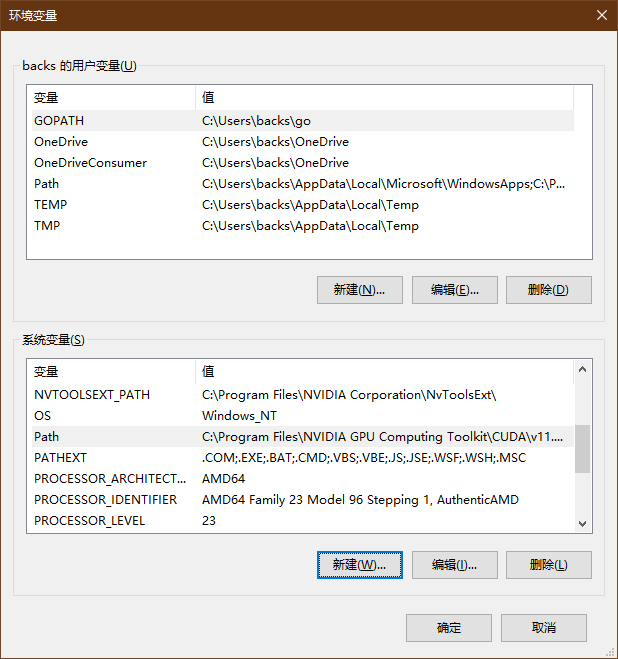 环境变量
backs 的用户变量(U)
变量 值
GOPATH C:\Users\backs\go
OneDrive C:\Users\backs\OneDrive
OneDriveConsumer C:\Users\backs\OneDrive
Path C:\Users\backs\AppData\Local\Microsoft\WindowsApps;C:\P...
TEMP C:\Users\backs\AppData\Local\Temp
TMP C:\Users\backs\AppData\Local\Temp
新建(N)... 编辑(E)... 删除(D)
系统变量(S)
变量 值
NVTOOLSEXT_PATH C:\Program Files\NVIDIA Corporation\NvToolsExt\
OS Windows_NT
Path C:\Program Files\NVIDIA GPU Computing Toolkit\CUDA\v11....
PATHEXT .COM;.EXE;.BAT;.CMD;.VBS;.VBE;.JS;.JSE;.WSF;.WSH;.MSC
PROCESSOR_ARCHITECT... AMD64
PROCESSOR_IDENTIFIER AMD64 Family 23 Model 96 Stepping 1, AuthenticAMD
PROCESSOR_LEVEL 23
新建(W)... 编辑(I)... 删除(L)
确定 取消